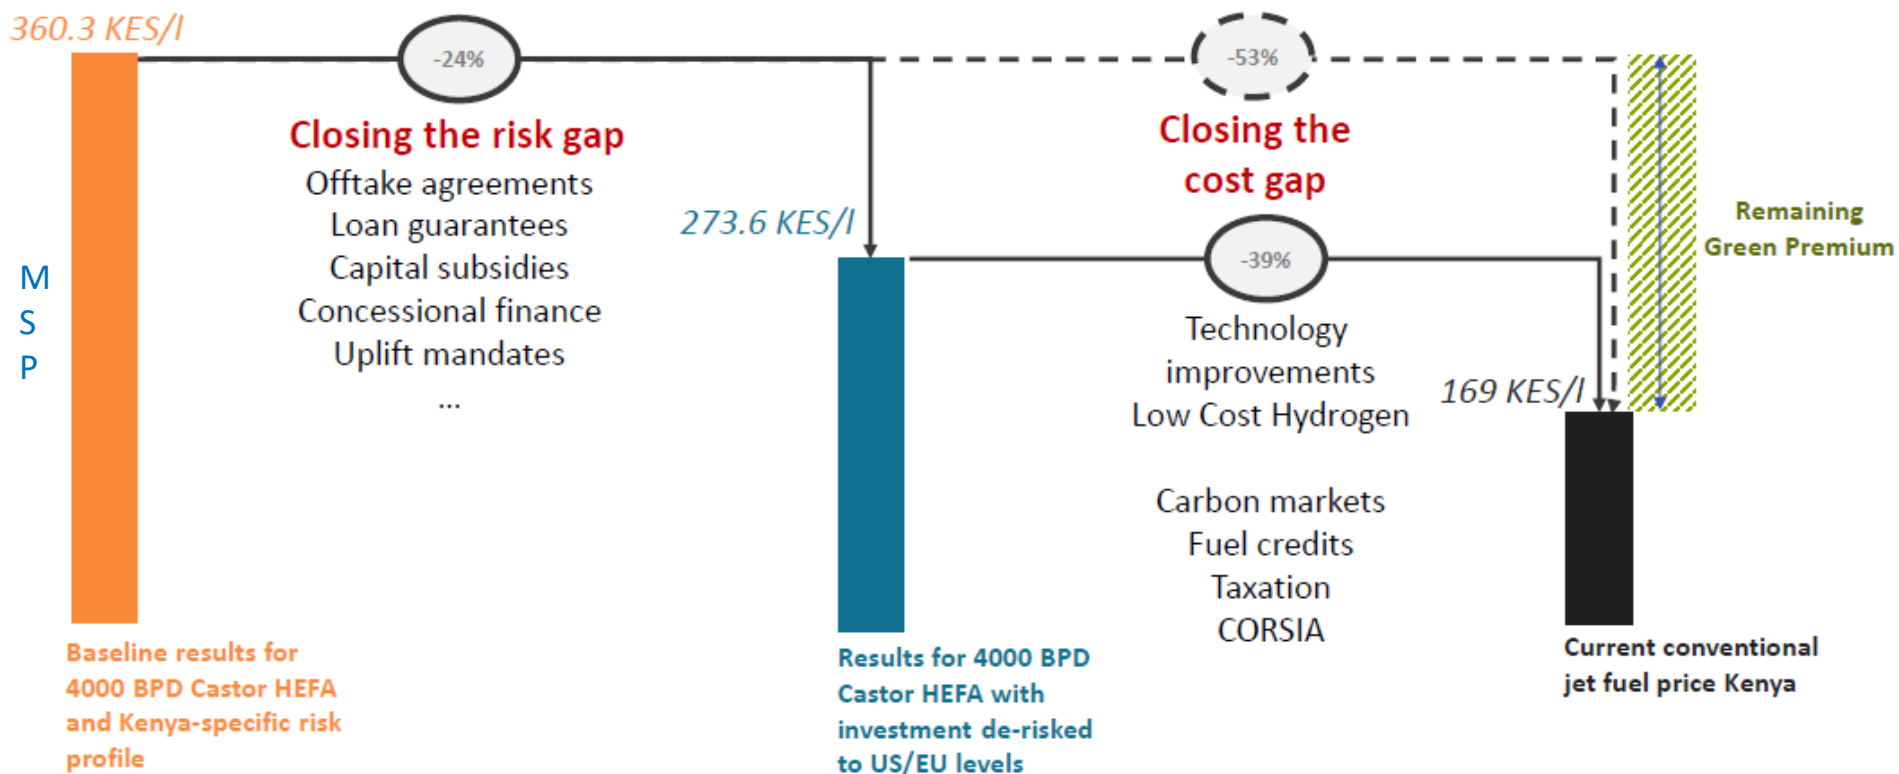 360.3 KES/l
-24%
-53%
Closing the risk gap
Offtake agreements
Loan guarantees
Capital subsidies
Concessional finance
Uplift mandates
...
273.6 KES/l
Closing the
cost gap
-39%
Technology
improvements
Low Cost Hydrogen
Carbon markets
Fuel credits
Taxation
CORSIA
169 KES/l
Remaining
Green Premium
M
S
P
Baseline results for
4000 BPD Castor HEFA
and Kenya-specific risk
profile
Results for 4000 BPD
Castor HEFA with
investment de-risked
to US/EU levels
Current conventional
jet fuel price Kenya